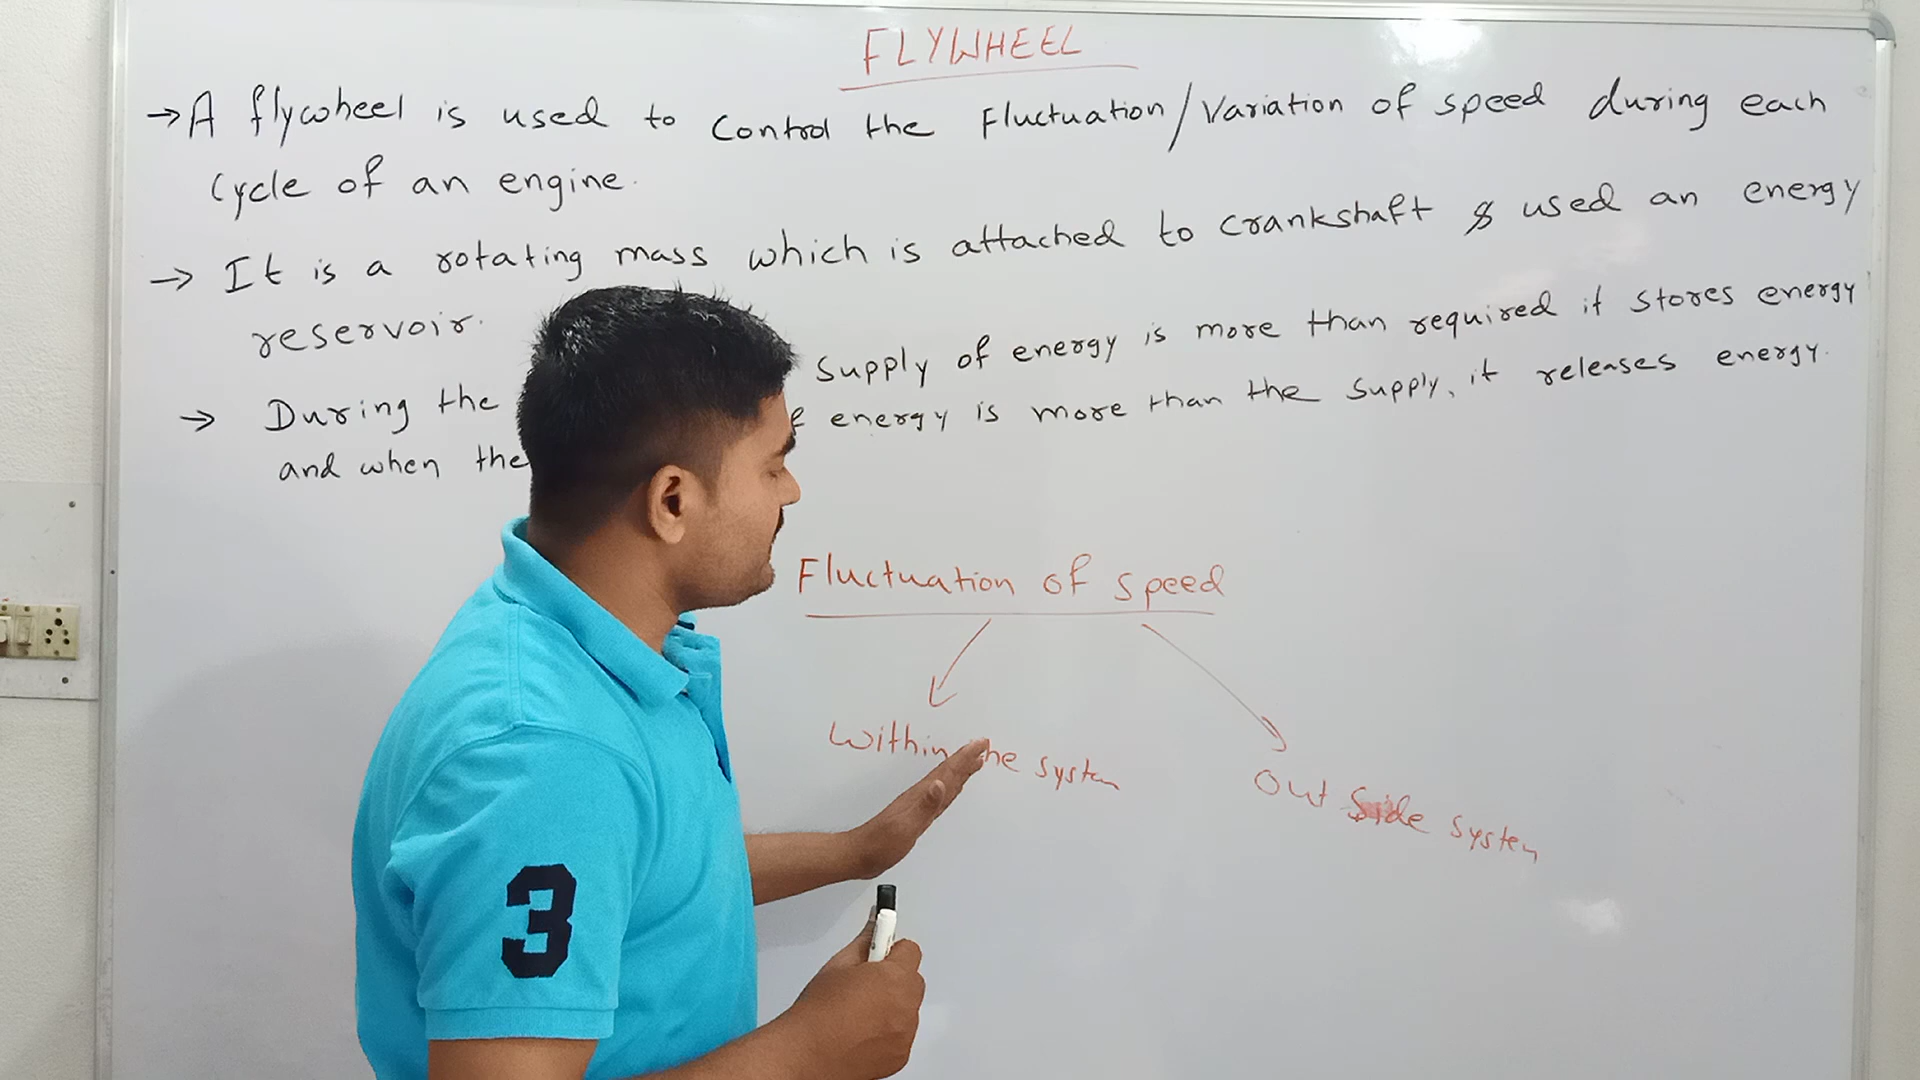 FLYWHEEL
→ A flywheel is used to control the Fluctuation/Variation of speed during each
cycle of an engine.
→ It is a rotating mass which is attached to crankshaft & used an energy
reservoir.
→ During the supply of energy is more than required it stores energy
and when the energy is more than the supply, it releases energy.
Fluctuation of speed
Within the system
Out Side system
3